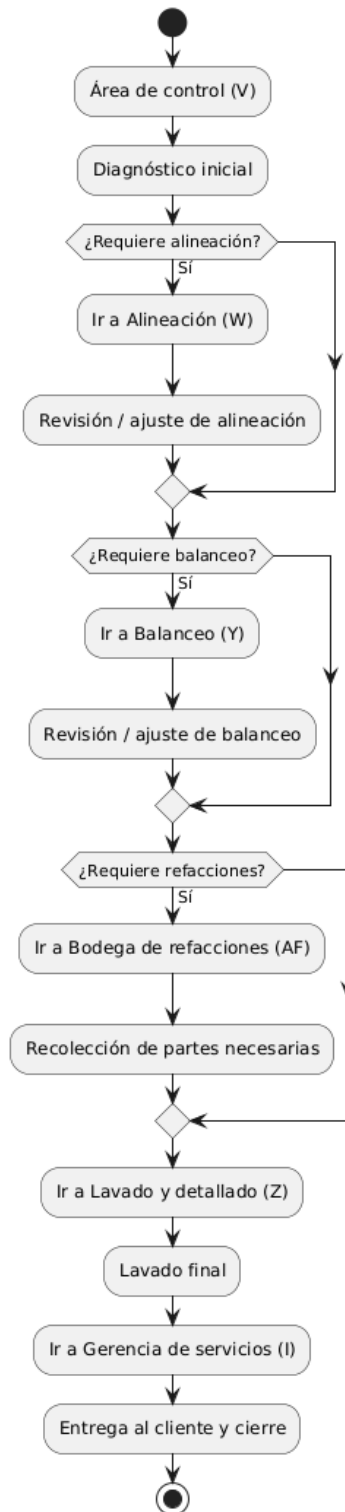 Área de control (V)
Diagnóstico inicial
¿Requiere alineación?
Sí
Ir a Alineación (W)
Revisión / ajuste de alineación
¿Requiere balanceo?
Sí
Ir a Balanceo (Y)
Revisión / ajuste de balanceo
¿Requiere refacciones?
Sí
Ir a Bodega de refacciones (AF)
Recolección de partes necesarias
Ir a Lavado y detallado (Z)
Lavado final
Ir a Gerencia de servicios (I)
Entrega al cliente y cierre